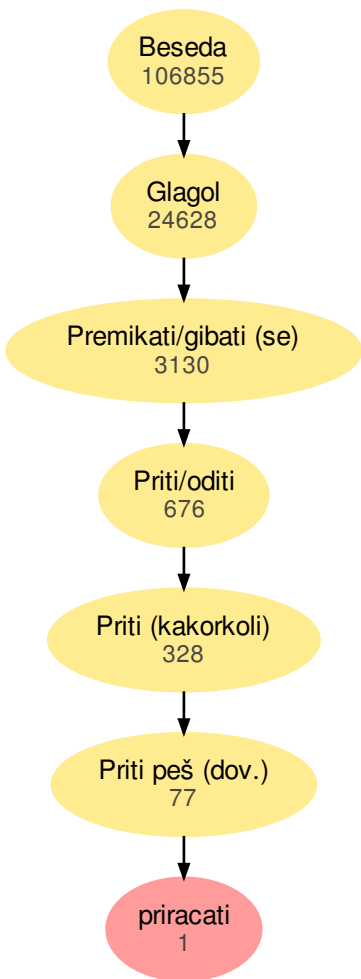 Beseda
106855
Glagol
24628
Premikati/gibati (se)
3130
Priti/oditi
676
Priti (kakorkoli)
328
Priti peš (dov.)
77
priracati
1